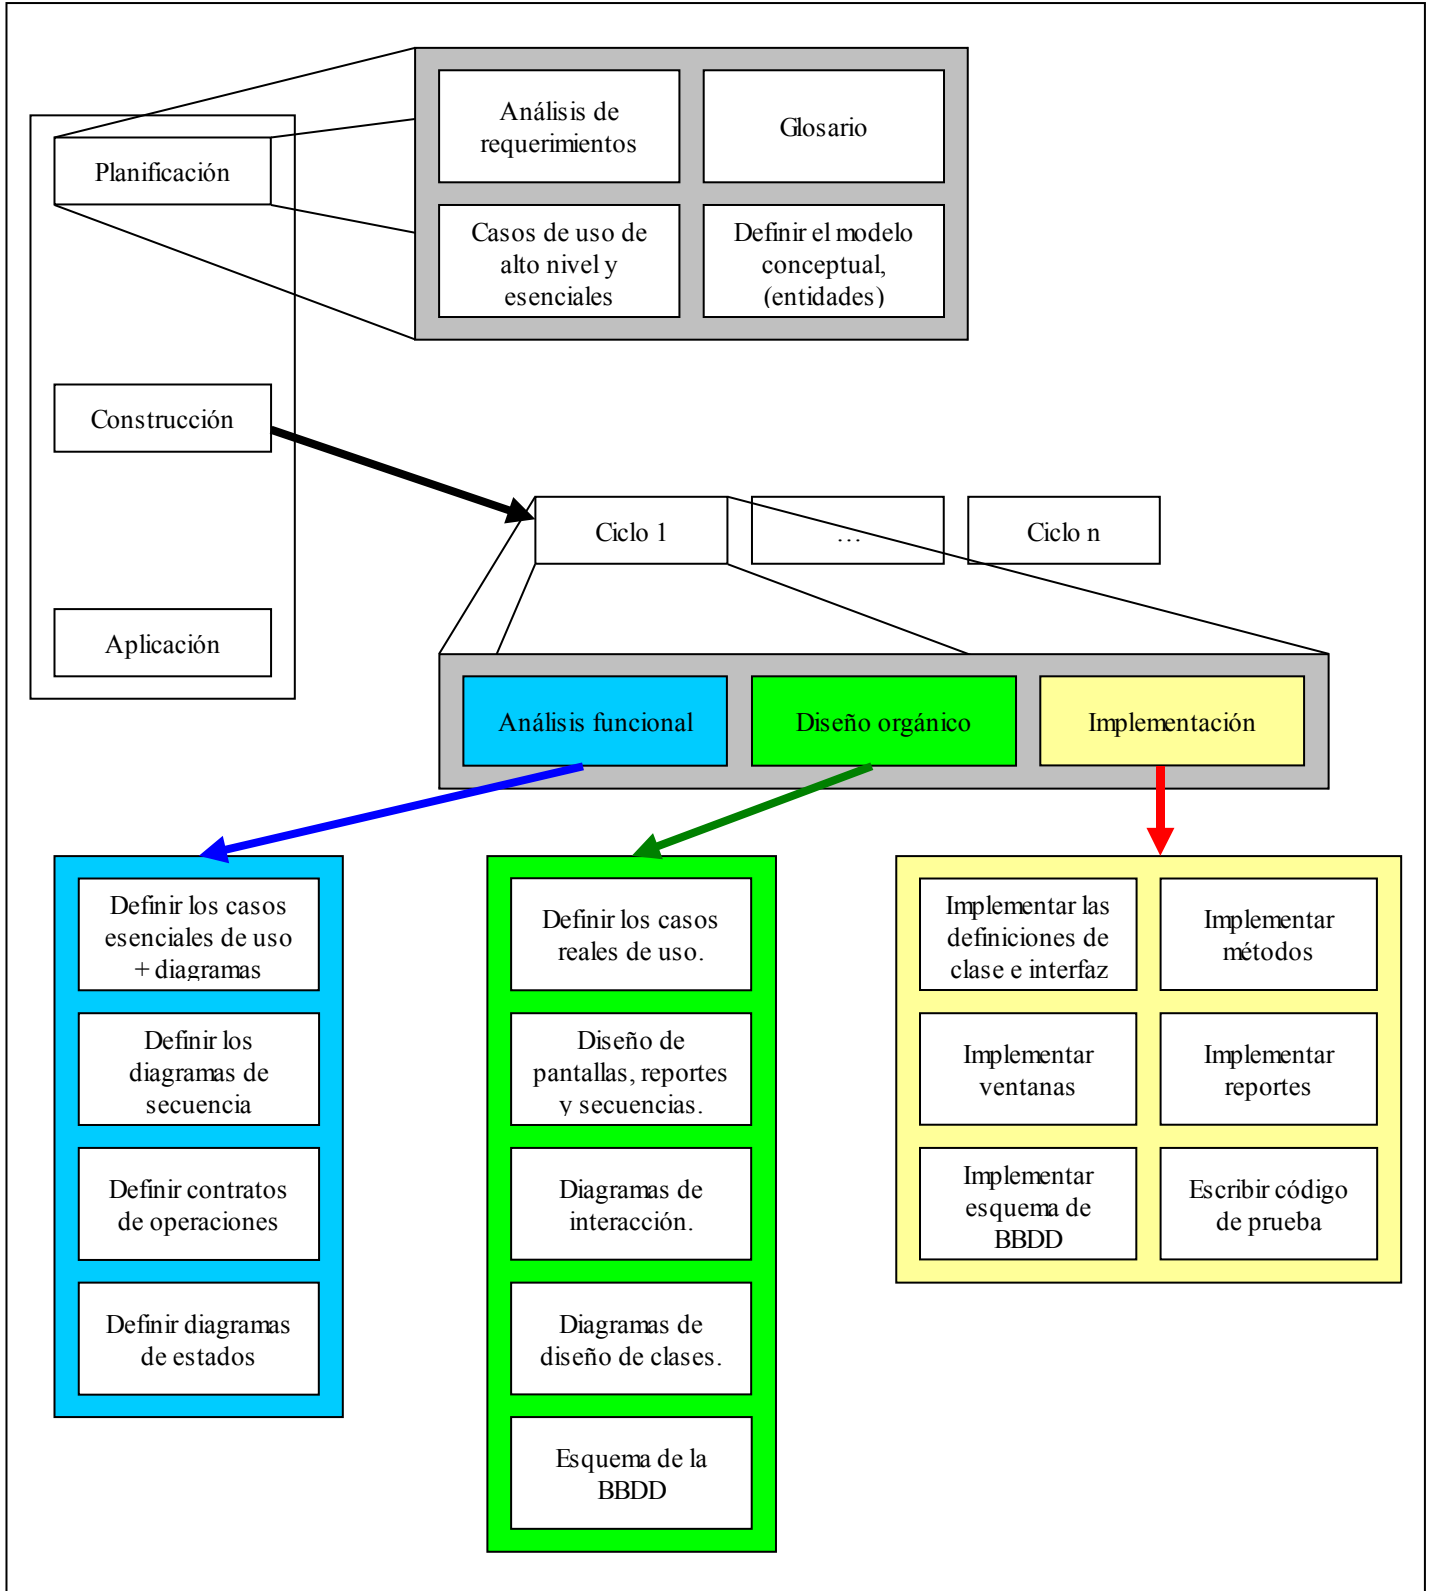 Análisis de
requerimientos
Glosario
Planificación
Casos de uso de
alto nivel y
esenciales
Definir el modelo
conceptual,
(entidades)
Construcción
Ciclo 1
…
Ciclo n
Aplicación
Análisis funcional
Diseño orgánico
Implementación
Definir los casos
esenciales de uso
+ diagramas
Definir los
diagramas de
secuencia
Definir contratos
de operaciones
Definir diagramas
de estados
Definir los casos
reales de uso.
Diseño de
pantallas, reportes
y secuencias.
Diagramas de
interacción.
Diagramas de
diseño de clases.
Esquema de la
BBDD
Implementar las
definiciones de
clase e interfaz
Implementar
métodos
Implementar
ventanas
Implementar
reportes
Implementar
esquema de
BBDD
Escribir código
de prueba